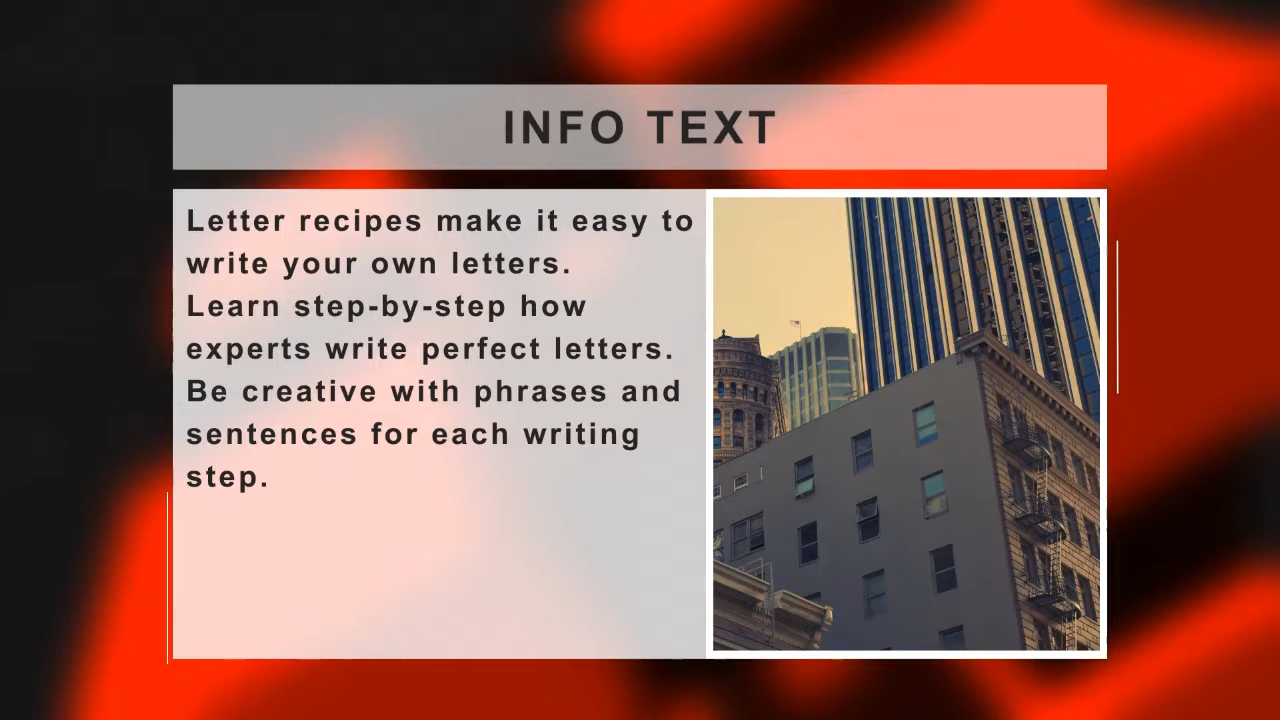 INFO TEXT
Letter recipes make it easy to
write your own letters.
Learn step-by-step how
experts write perfect letters.
Be creative with phrases and
sentences for each writing
step.